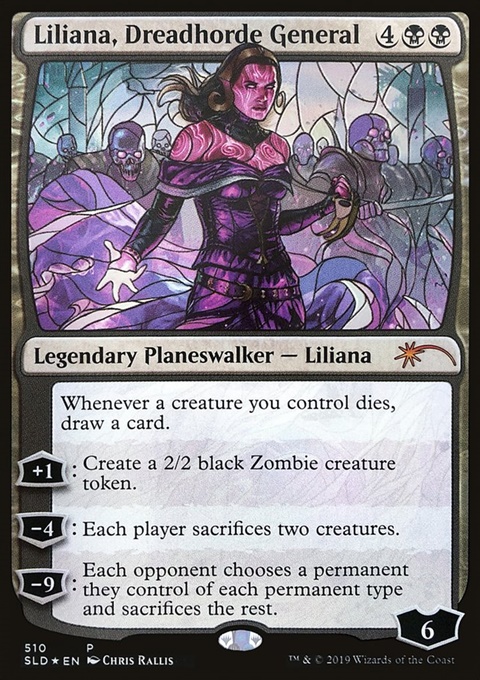 Liliana, Dreadhorde General 4
Legendary Planeswalker — Liliana
Whenever a creature you control dies,
draw a card.
+1: Create a 2/2 black Zombie creature
token.
−4: Each player sacrifices two creatures.
−9: Each opponent chooses a permanent
they control of each permanent type
and sacrifices the rest.
6
510 P
SLD ★ EN Chris Rallis
™ & © 2019 Wizards of the Coast